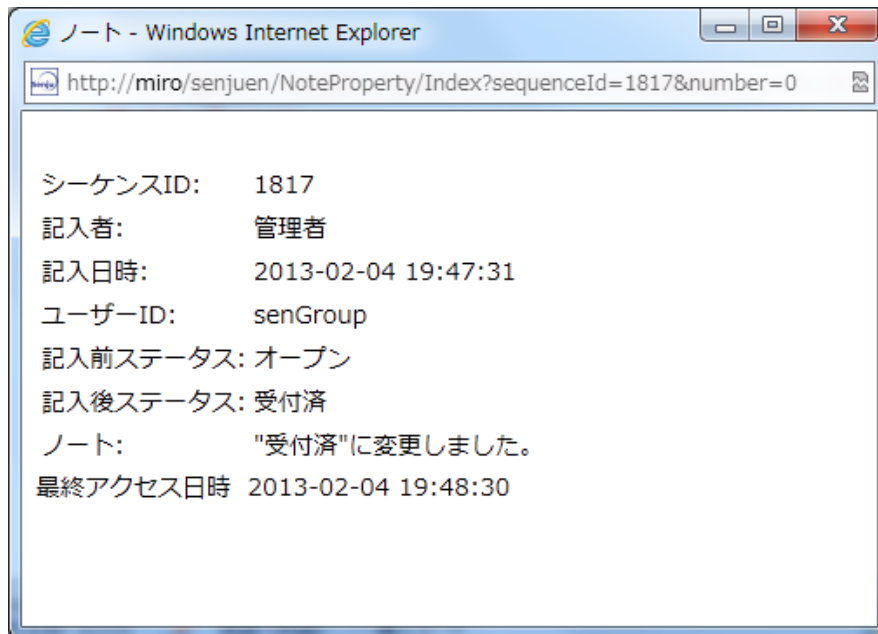 ノート - Windows Internet Explorer
http://miro/senjuen/NoteProperty/Index?sequenceId=1817&number=0
シーケンスID: 1817
記入者: 管理者
記入日時: 2013-02-04 19:47:31
ユーザーID: senGroup
記入前ステータス: オープン
記入後ステータス: 受付済
ノート: "受付済"に変更しました。
最終アクセス日時 2013-02-04 19:48:30